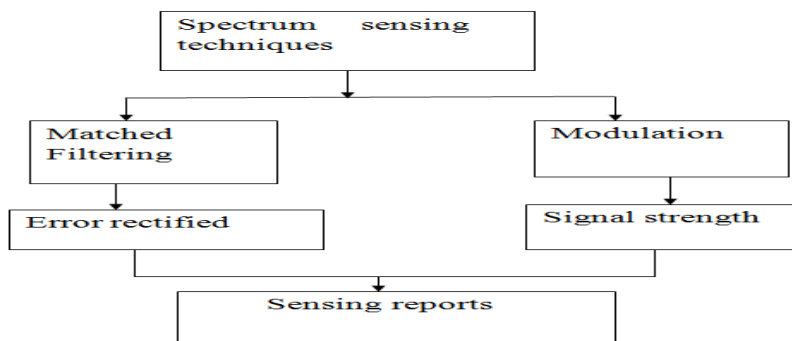 Spectrum sensing
techniques
Matched
Filtering
Modulation
Error rectified
Signal strength
Sensing reports